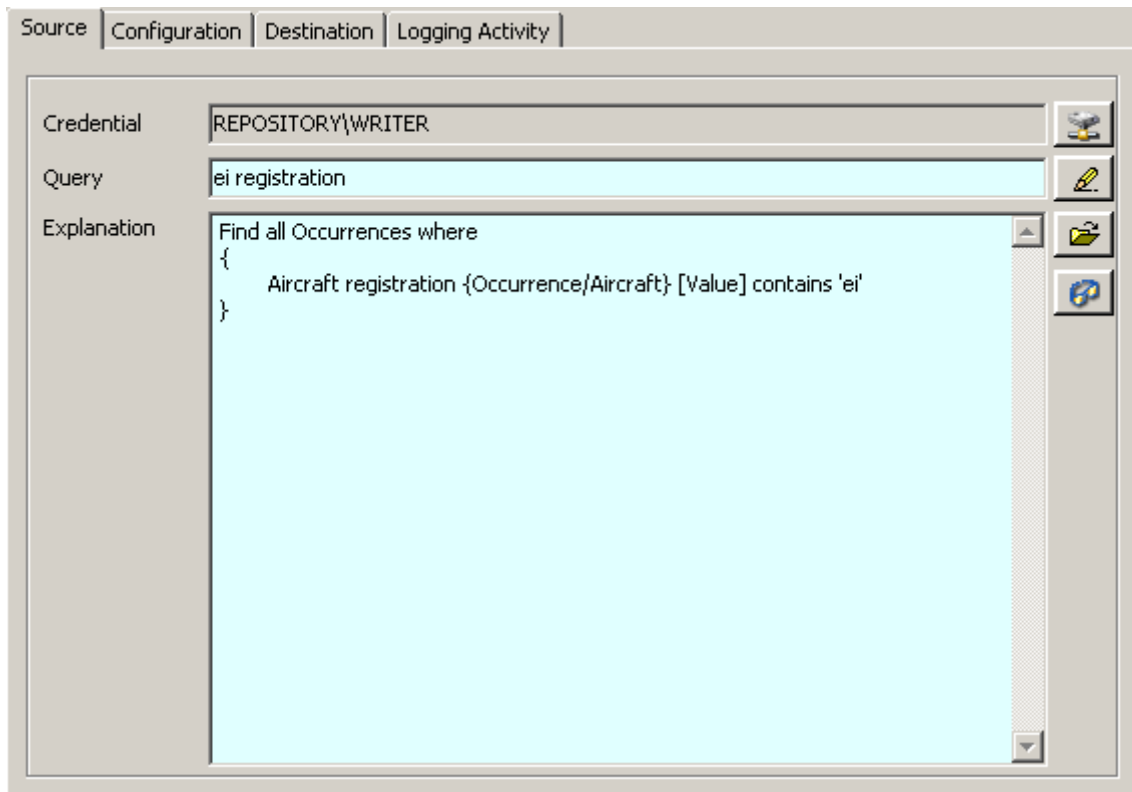 Source Configuration Destination Logging Activity
Credential REPOSITORY\WRITER
Query ei registration
Explanation Find all Occurrences where
{
Aircraft registration {Occurrence/Aircraft} [Value] contains 'ei'
}